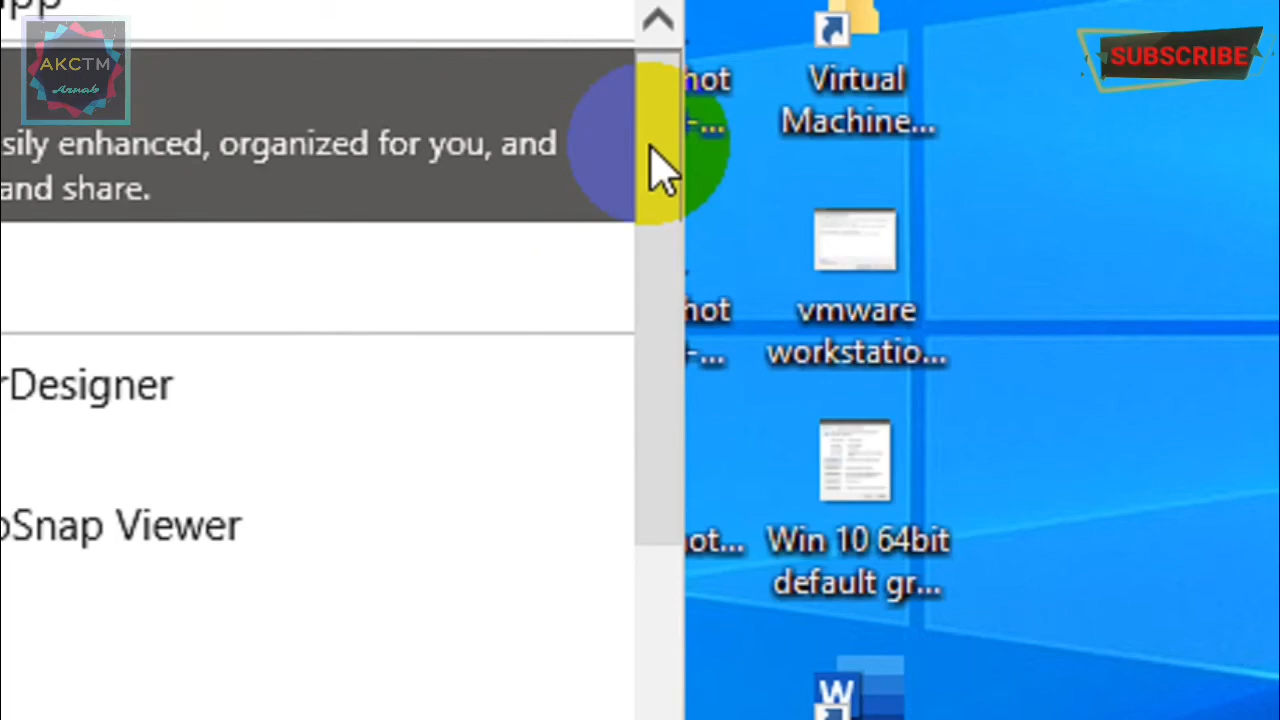 AKCTM
Arnab
SUBSCRIBE
sily enhanced, organized for you, and
and share.
rDesigner
oSnap Viewer
hot
-...
hot
-...
ot...
Virtual
Machine...
vmware
workstatio...
Win 10 64bit
default gr...
W